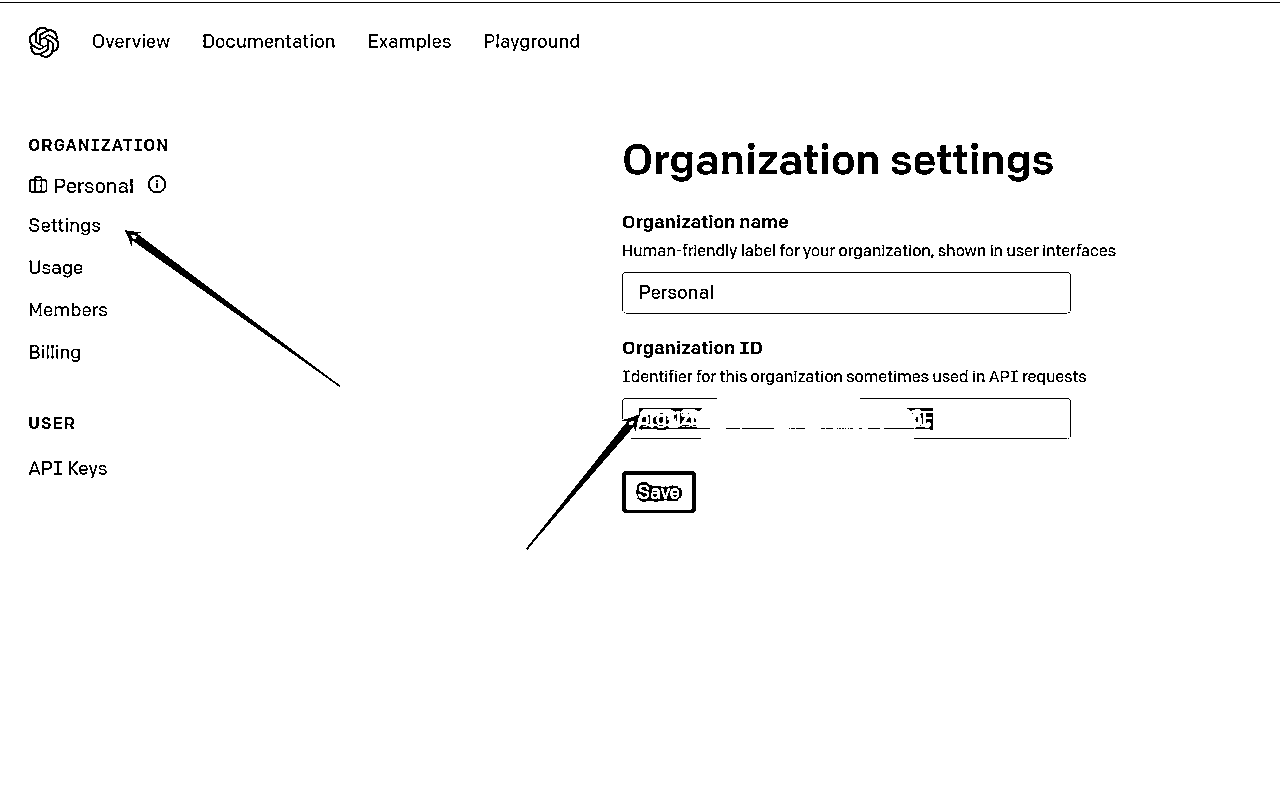 Overview Documentation Examples Playground
ORGANIZATION
Personal
Settings
Usage
Members
Billing
USER
API Keys
Organization settings
Organization name
Human-friendly label for your organization, shown in user interfaces
Personal
Organization ID
Identifier for this organization sometimes used in API requests
Save